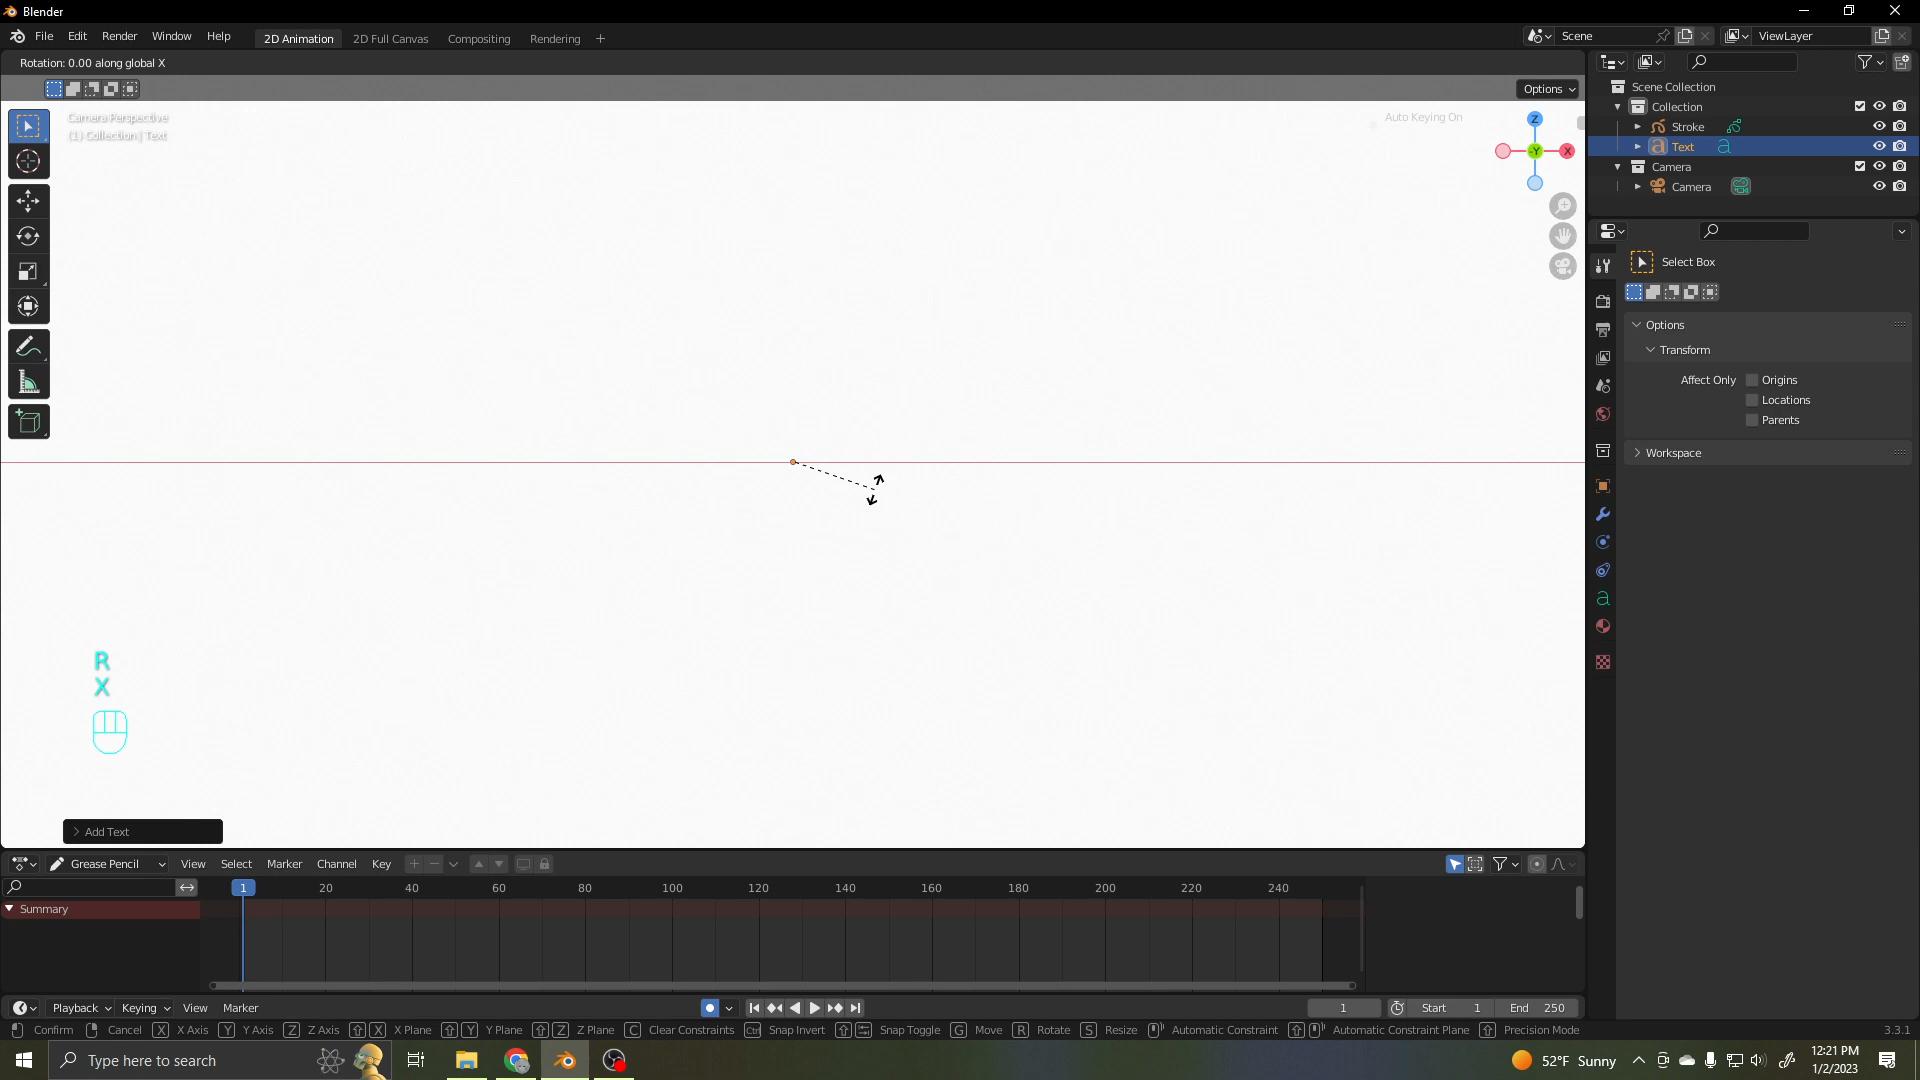 Blender
File Edit Render Window Help 2D Animation 2D Full Canvas Compositing Rendering Scene ViewLayer
Rotation: 0.00 along global X
Options
Camera Perspective
(1) Collection | Text
Auto Keying On
Z
-Y
X
Scene Collection
Collection
Stroke
Text
Camera
Camera
Select Box
Options
Transform
Affect Only Origins
Locations
Parents
Workspace
R
X
Add Text
Grease Pencil View Select Marker Channel Key
1 20 40 60 80 100 120 140 160 180 200 220 240
Summary
Playback Keying View Marker 1 Start 1 End 250
Confirm Cancel X X Axis Y Y Axis Z Z Axis X X Plane Y Y Plane Z Z Plane C Clear Constraints Ctrl Snap Invert Snap Toggle G Move R Rotate S Resize Automatic Constraint Automatic Constraint Plane Precision Mode 3.3.1
Type here to search 52°F Sunny 12:21 PM
1/2/2023